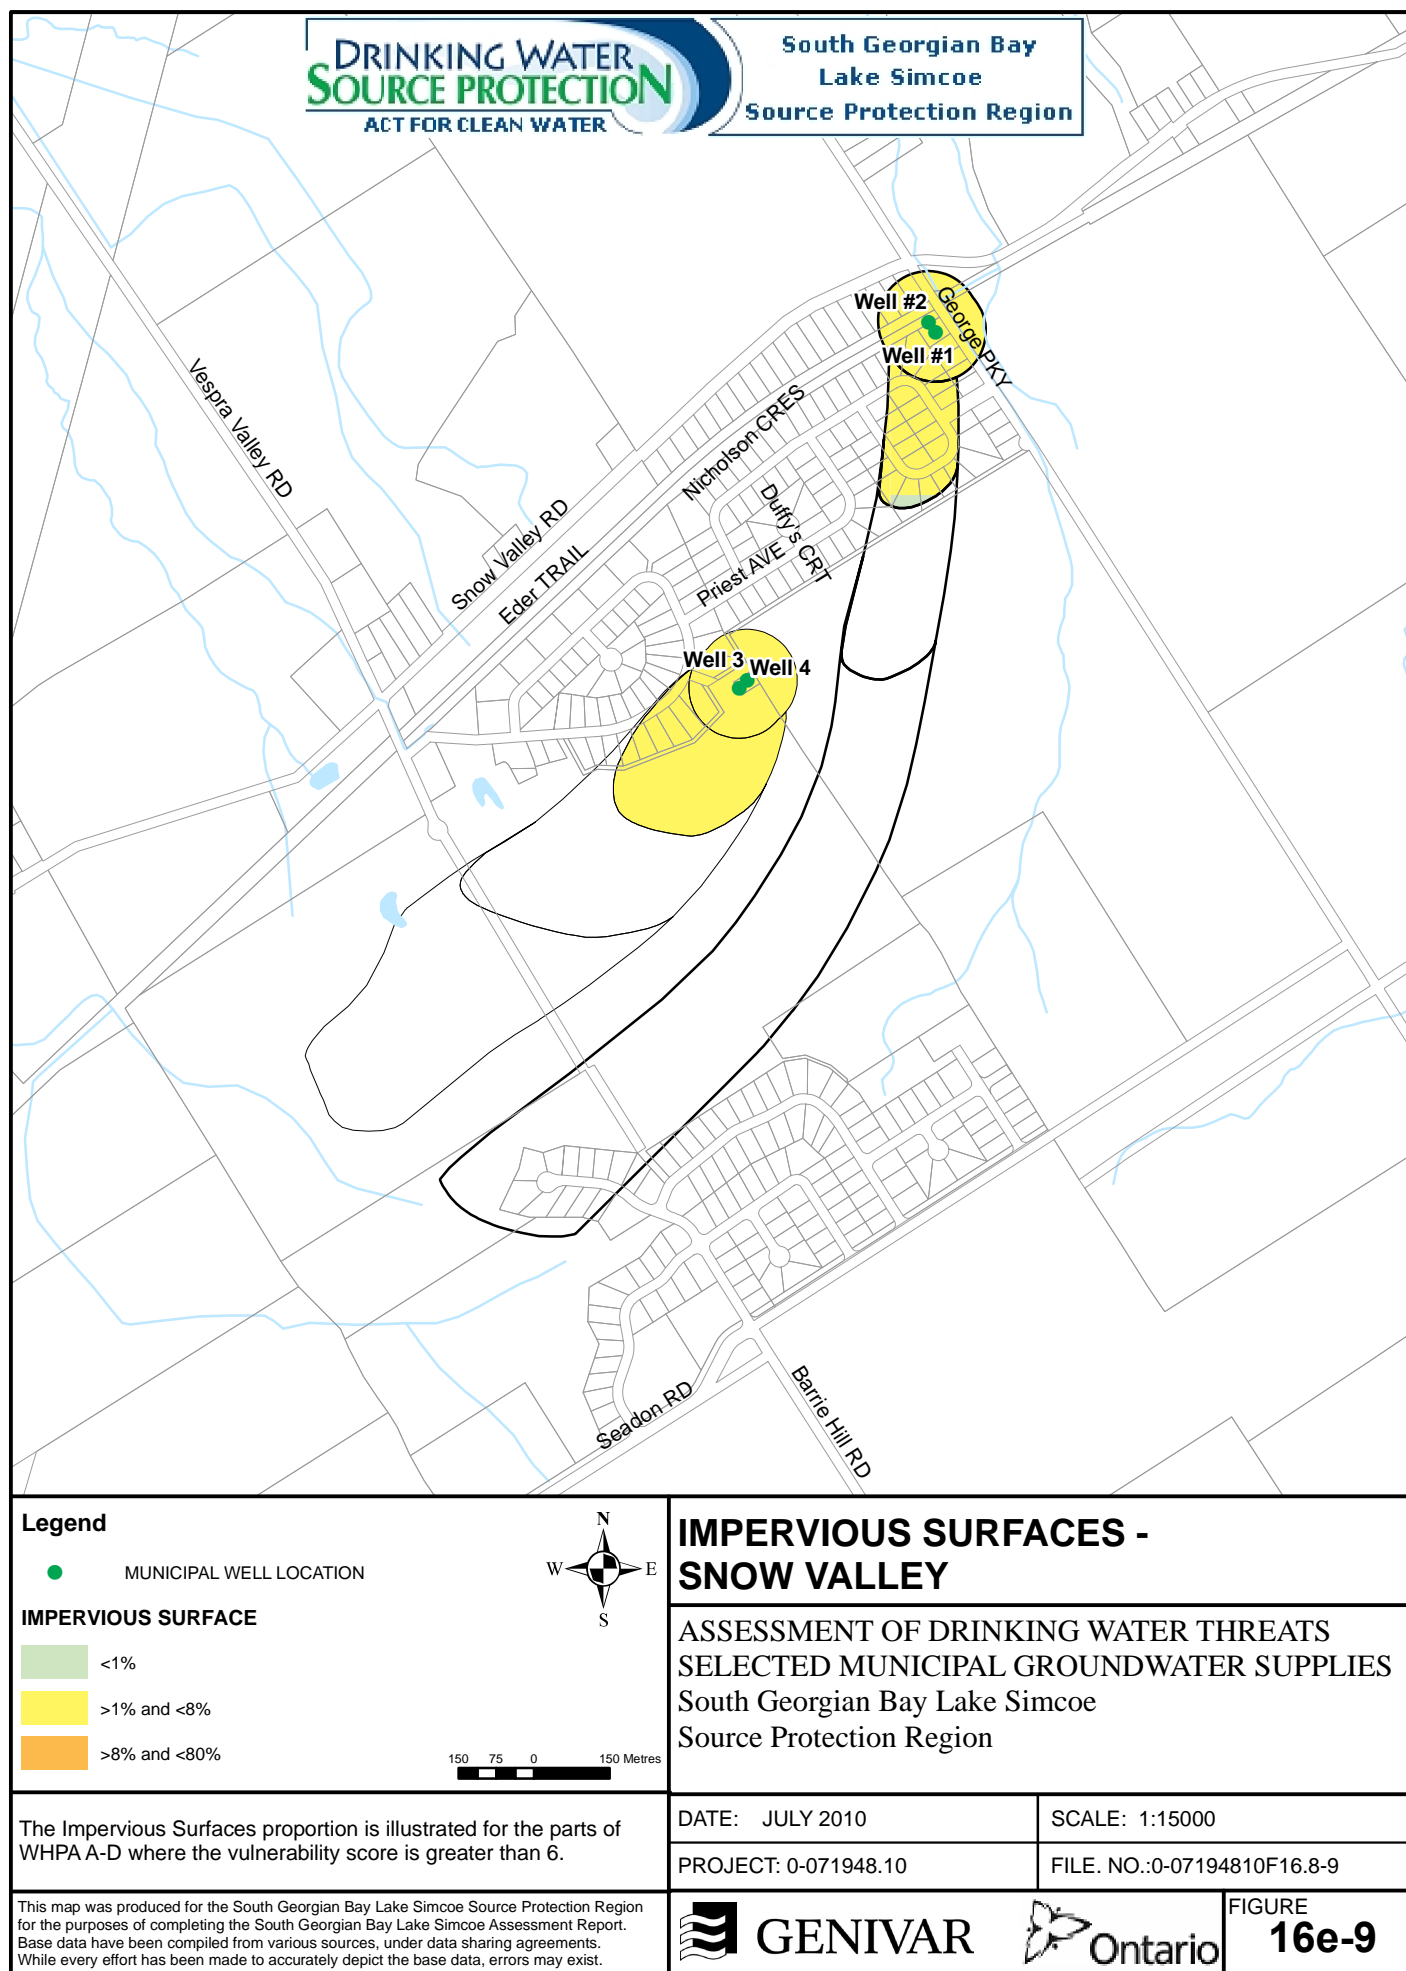 DRINKING WATER
SOURCE PROTECTION
ACT FOR CLEAN WATER
South Georgian Bay
Lake Simcoe
Source Protection Region
Well #2
George PKY
Well #1
Vespra Valley RD
Nicholson CRES
Snow Valley RD
Eder TRAIL
Duffy's CRT
Priest AVE
Well 3
Well 4
Seadon RD
Barrie Hill RD
Legend
MUNICIPAL WELL LOCATION
IMPERVIOUS SURFACE
<1%
>1% and <8%
>8% and <80%
N
W
E
S
150 75 0 150 Metres
The Impervious Surfaces proportion is illustrated for the parts of
WHPA A-D where the vulnerability score is greater than 6.
This map was produced for the South Georgian Bay Lake Simcoe Source Protection Region
for the purposes of completing the South Georgian Bay Lake Simcoe Assessment Report.
Base data have been compiled from various sources, under data sharing agreements.
While every effort has been made to accurately depict the base data, errors may exist.
IMPERVIOUS SURFACES -
SNOW VALLEY
ASSESSMENT OF DRINKING WATER THREATS
SELECTED MUNICIPAL GROUNDWATER SUPPLIES
South Georgian Bay Lake Simcoe
Source Protection Region
DATE: JULY 2010
SCALE: 1:15000
PROJECT: 0-071948.10
FILE. NO.:0-07194810F16.8-9
GENIVAR
Ontario
FIGURE
16e-9